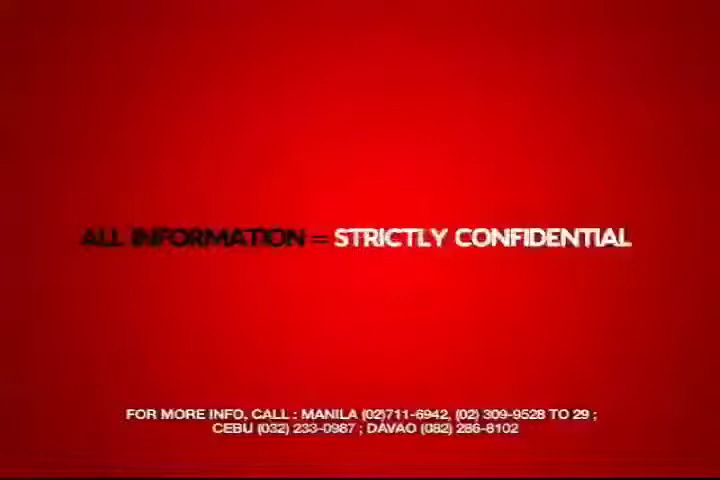 ALL INFORMATION = STRICTLY CONFIDENTIAL
FOR MORE INFO, CALL : MANILA (02)711-6942, (02) 309-9528 TO 29 ;
CEBU (032) 233-0987 ; DAVAO (082) 286-8102